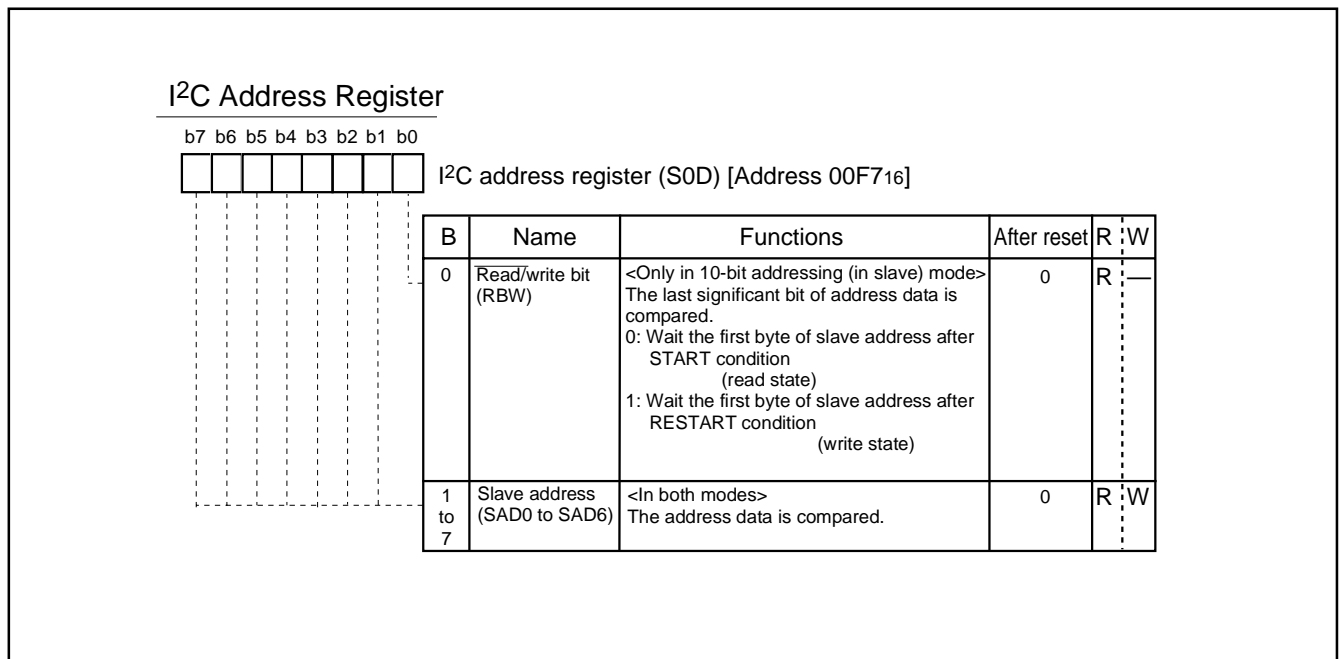 I2C Address Register
b7 b6 b5 b4 b3 b2 b1 b0
I2C address register (S0D) [Address 00F716]
B Name Functions After reset R W
0 Read/write bit (RBW) <Only in 10-bit addressing (in slave) mode> 0 R —
The last significant bit of address data is
compared.
0: Wait the first byte of slave address after
START condition
(read state)
1: Wait the first byte of slave address after
RESTART condition
(write state)
1 to 7 Slave address (SAD0 to SAD6) <In both modes> 0 R W
The address data is compared.